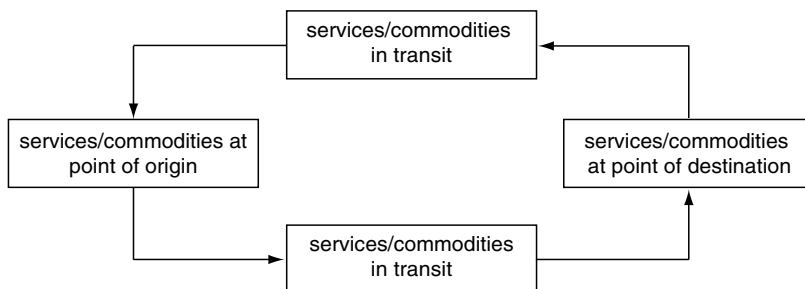 services/commodities
in transit
services/commodities at
point of origin
services/commodities
at point of destination
services/commodities
in transit